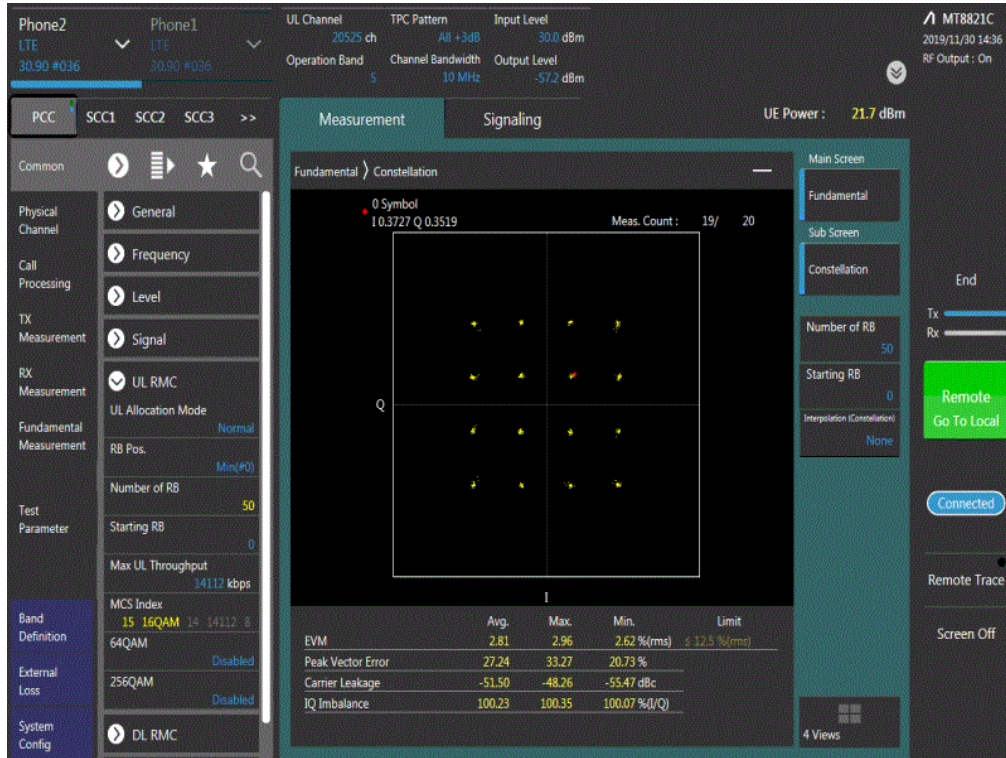 Phone2
LTE
30.90 #036
Phone1
LTE
30.90 #036
UL Channel
20525 ch
TPC Pattern
All +3dB
Input Level
30.0 dBm
Operation Band
5
Channel Bandwidth
10 MHz
Output Level
-57.2 dBm
MT8821C
2019/11/30 14:36
RF Output : On
PCC SCC1 SCC2 SCC3 >>
Measurement Signaling
UE Power : 21.7 dBm
Common
Physical
Channel
Call
Processing
TX
Measurement
RX
Measurement
Fundamental
Measurement
Test
Parameter
Band
Definition
External
Loss
System
Config
General
Frequency
Level
Signal
UL RMC
UL Allocation Mode
Normal
RB Pos.
Min(#0)
Number of RB
50
Starting RB
0
Max UL Throughput
14112 kbps
MCS Index
15 16QAM 14 14112 8
64QAM
Disabled
256QAM
Disabled
DL RMC
Fundamental 〉 Constellation
0 Symbol
I 0.3727 Q 0.3519
Meas. Count : 19/ 20
Q
I
Avg. Max. Min. Limit
EVM 2.81 2.96 2.62 %(rms) ≤ 12.5 %(rms)
Peak Vector Error 27.24 33.27 20.73 %
Carrier Leakage -51.50 -48.26 -55.47 dBc
IQ Imbalance 100.23 100.35 100.07 %(I/Q)
Main Screen
Fundamental
Sub Screen
Constellation
Number of RB
50
Starting RB
0
Interpolation (Constellation)
None
4 Views
End
Tx
Rx
Remote
Go To Local
Connected
Remote Trace
Screen Off